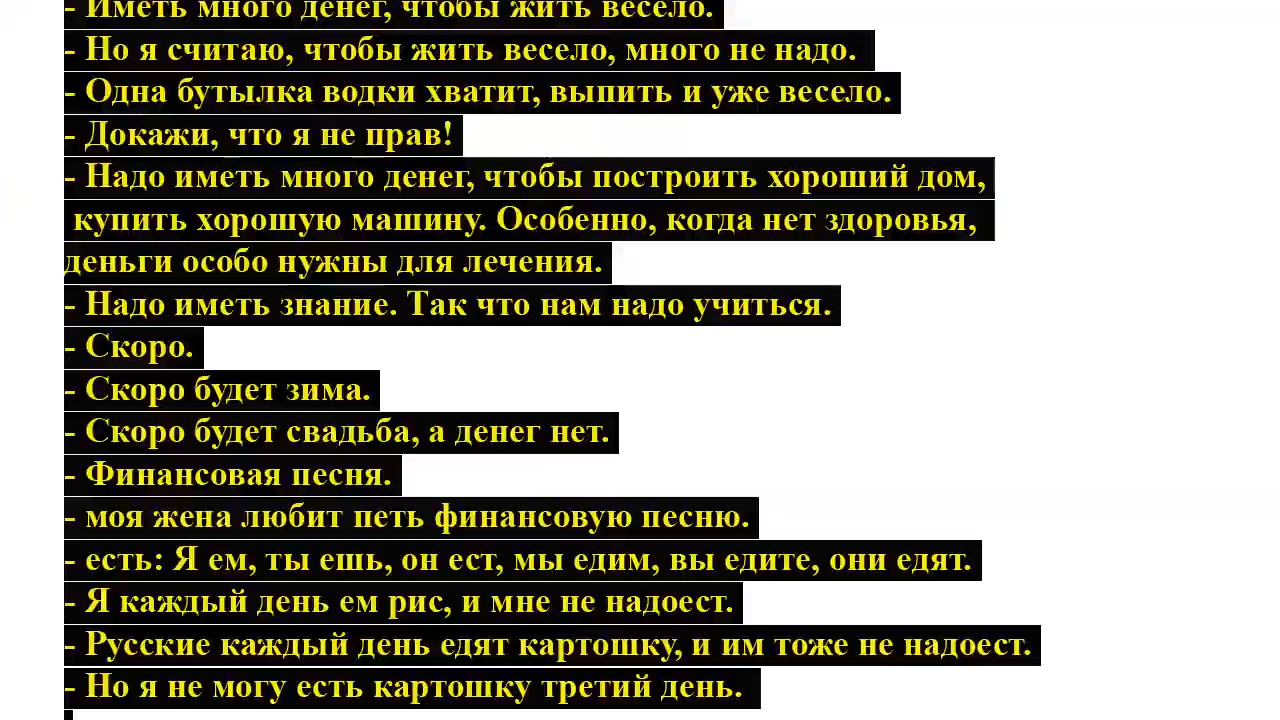 - Иметь много денег, чтобы жить весело.
- Но я считаю, чтобы жить весело, много не надо.
- Одна бутылка водки хватит, выпить и уже весело.
- Докажи, что я не прав!
- Надо иметь много денег, чтобы построить хороший дом,
купить хорошую машину. Особенно, когда нет здоровья,
деньги особо нужны для лечения.
- Надо иметь знание. Так что нам надо учиться.
- Скоро.
- Скоро будет зима.
- Скоро будет свадьба, а денег нет.
- Финансовая песня.
- моя жена любит петь финансовую песню.
- есть: Я ем, ты ешь, он ест, мы едим, вы едите, они едят.
- Я каждый день ем рис, и мне не надоест.
- Русские каждый день едят картошку, и им тоже не надоест.
- Но я не могу есть картошку третий день.